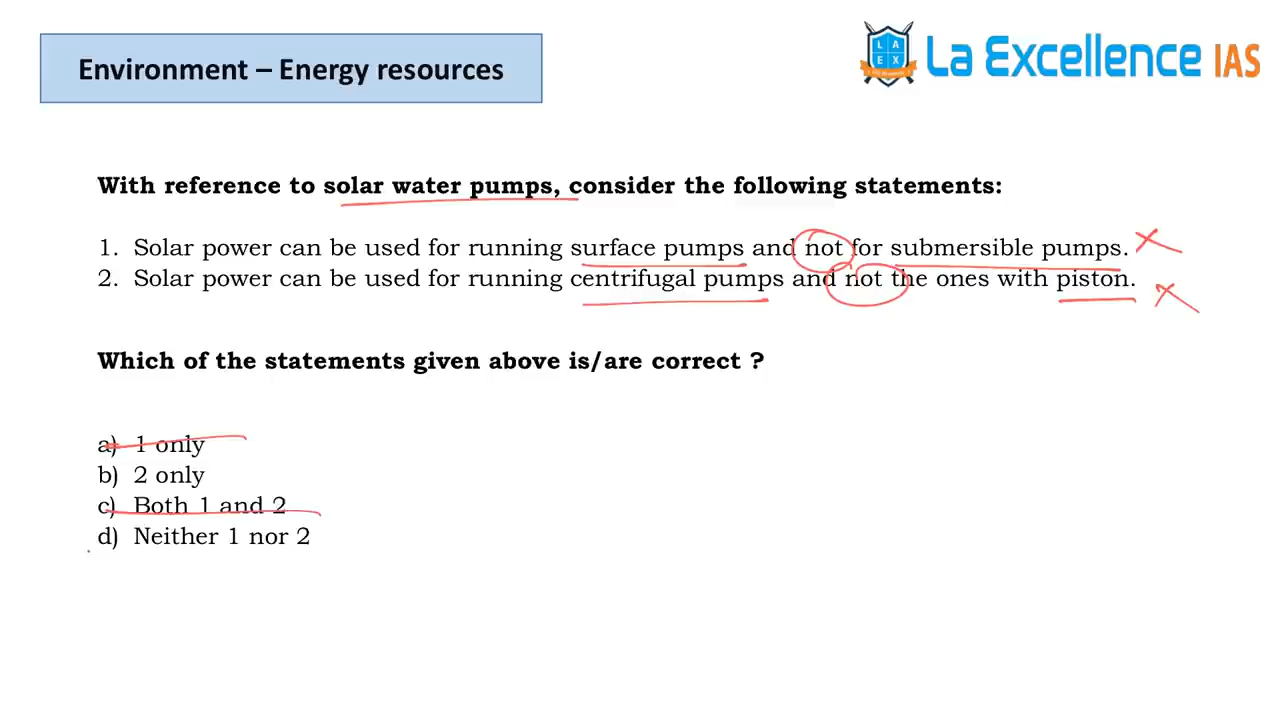 Environment – Energy resources
LA
EX
La Excellence IAS
With reference to solar water pumps, consider the following statements:
1. Solar power can be used for running surface pumps and not for submersible pumps.
2. Solar power can be used for running centrifugal pumps and not the ones with piston.
Which of the statements given above is/are correct ?
a) 1 only
b) 2 only
c) Both 1 and 2
d) Neither 1 nor 2